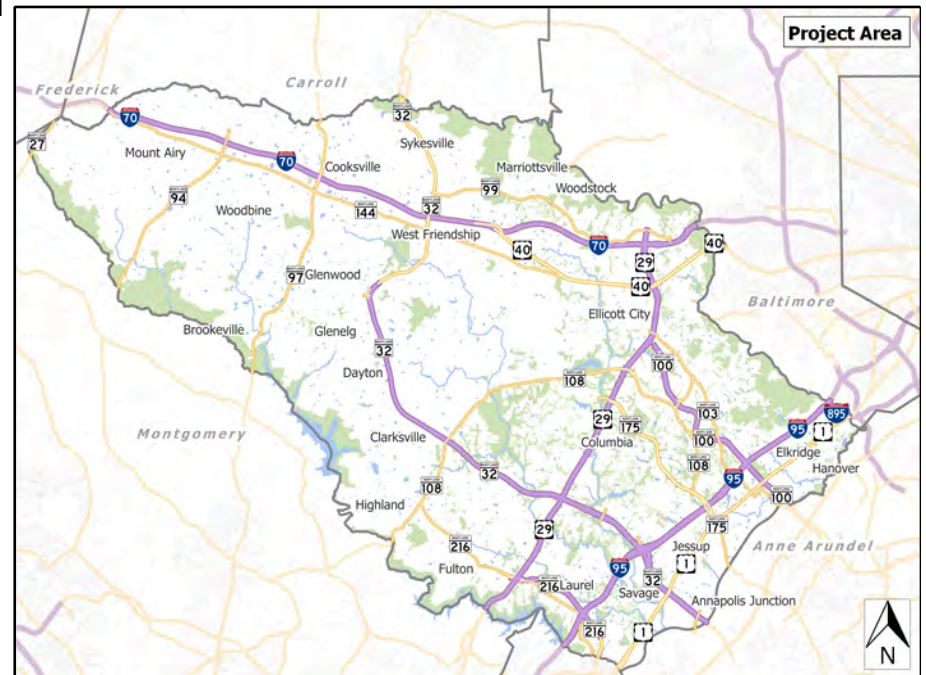 Project Area
Carroll
Frederick
70
32
27
Mount Airy
Sykesville
70
Cooksville
Marriottsville
99
Woodstock
94
Woodbine
144
32
West Friendship
40
70
40
29
97
Glenwood
40
Baltimore
Ellicott City
Brookeville
Glenelg
32
Dayton
100
108
103
29
175
895
95
1
Montgomery
Clarksville
Columbia
100
Elkridge
32
108
95
Hanover
108
100
Highland
29
175
216
Jessup
Anne Arundel
Fulton
95
1
216
Laurel
Savage
32
Annapolis Junction
216
1
N